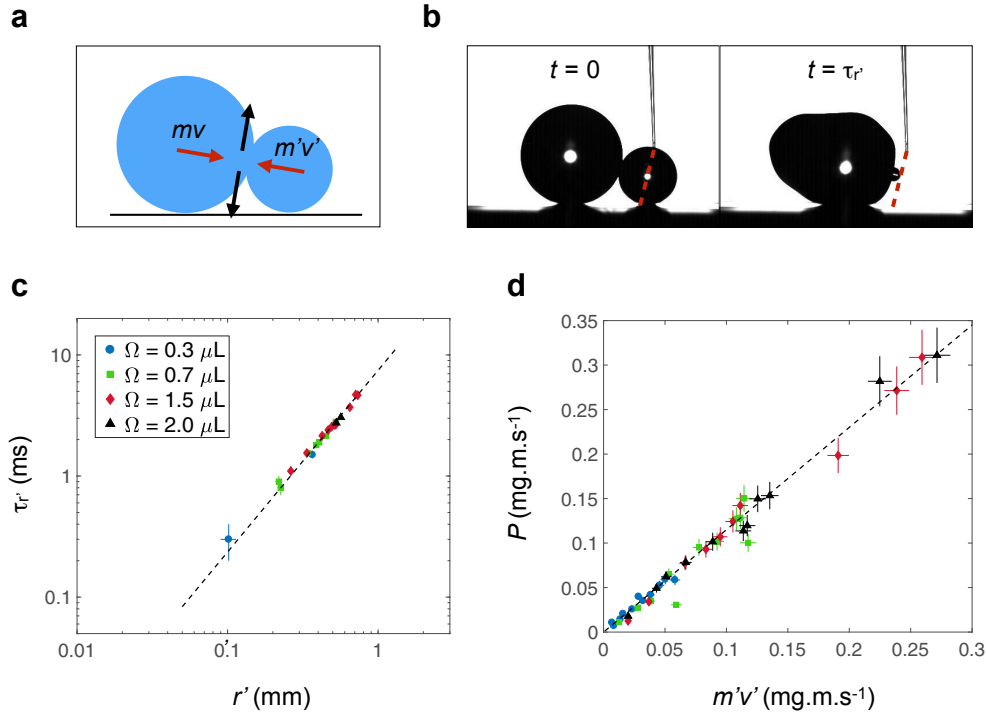 a
mv
m'v'
b
t = 0
t = τr'
c
10
1
0.1
0.01
0.1
1
τr' (ms)
r' (mm)
Ω = 0.3 μL
Ω = 0.7 μL
Ω = 1.5 μL
Ω = 2.0 μL
d
0.35
0.3
0.25
0.2
0.15
0.1
0.05
0
0
0.05
0.1
0.15
0.2
0.25
0.3
P (mg.m.s-1)
m'v' (mg.m.s-1)